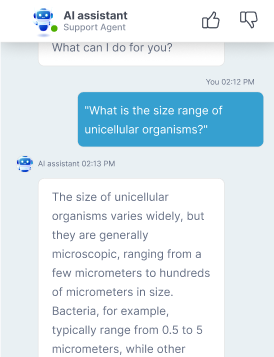 AI assistant
Support Agent
What can I do for you?
You 02:12 PM
"What is the size range of
unicellular organisms?"
AI assistant 02:13 PM
The size of unicellular
organisms varies widely, but
they are generally
microscopic, ranging from a
few micrometers to hundreds
of micrometers in size.
Bacteria, for example,
typically range from 0.5 to 5
micrometers, while other